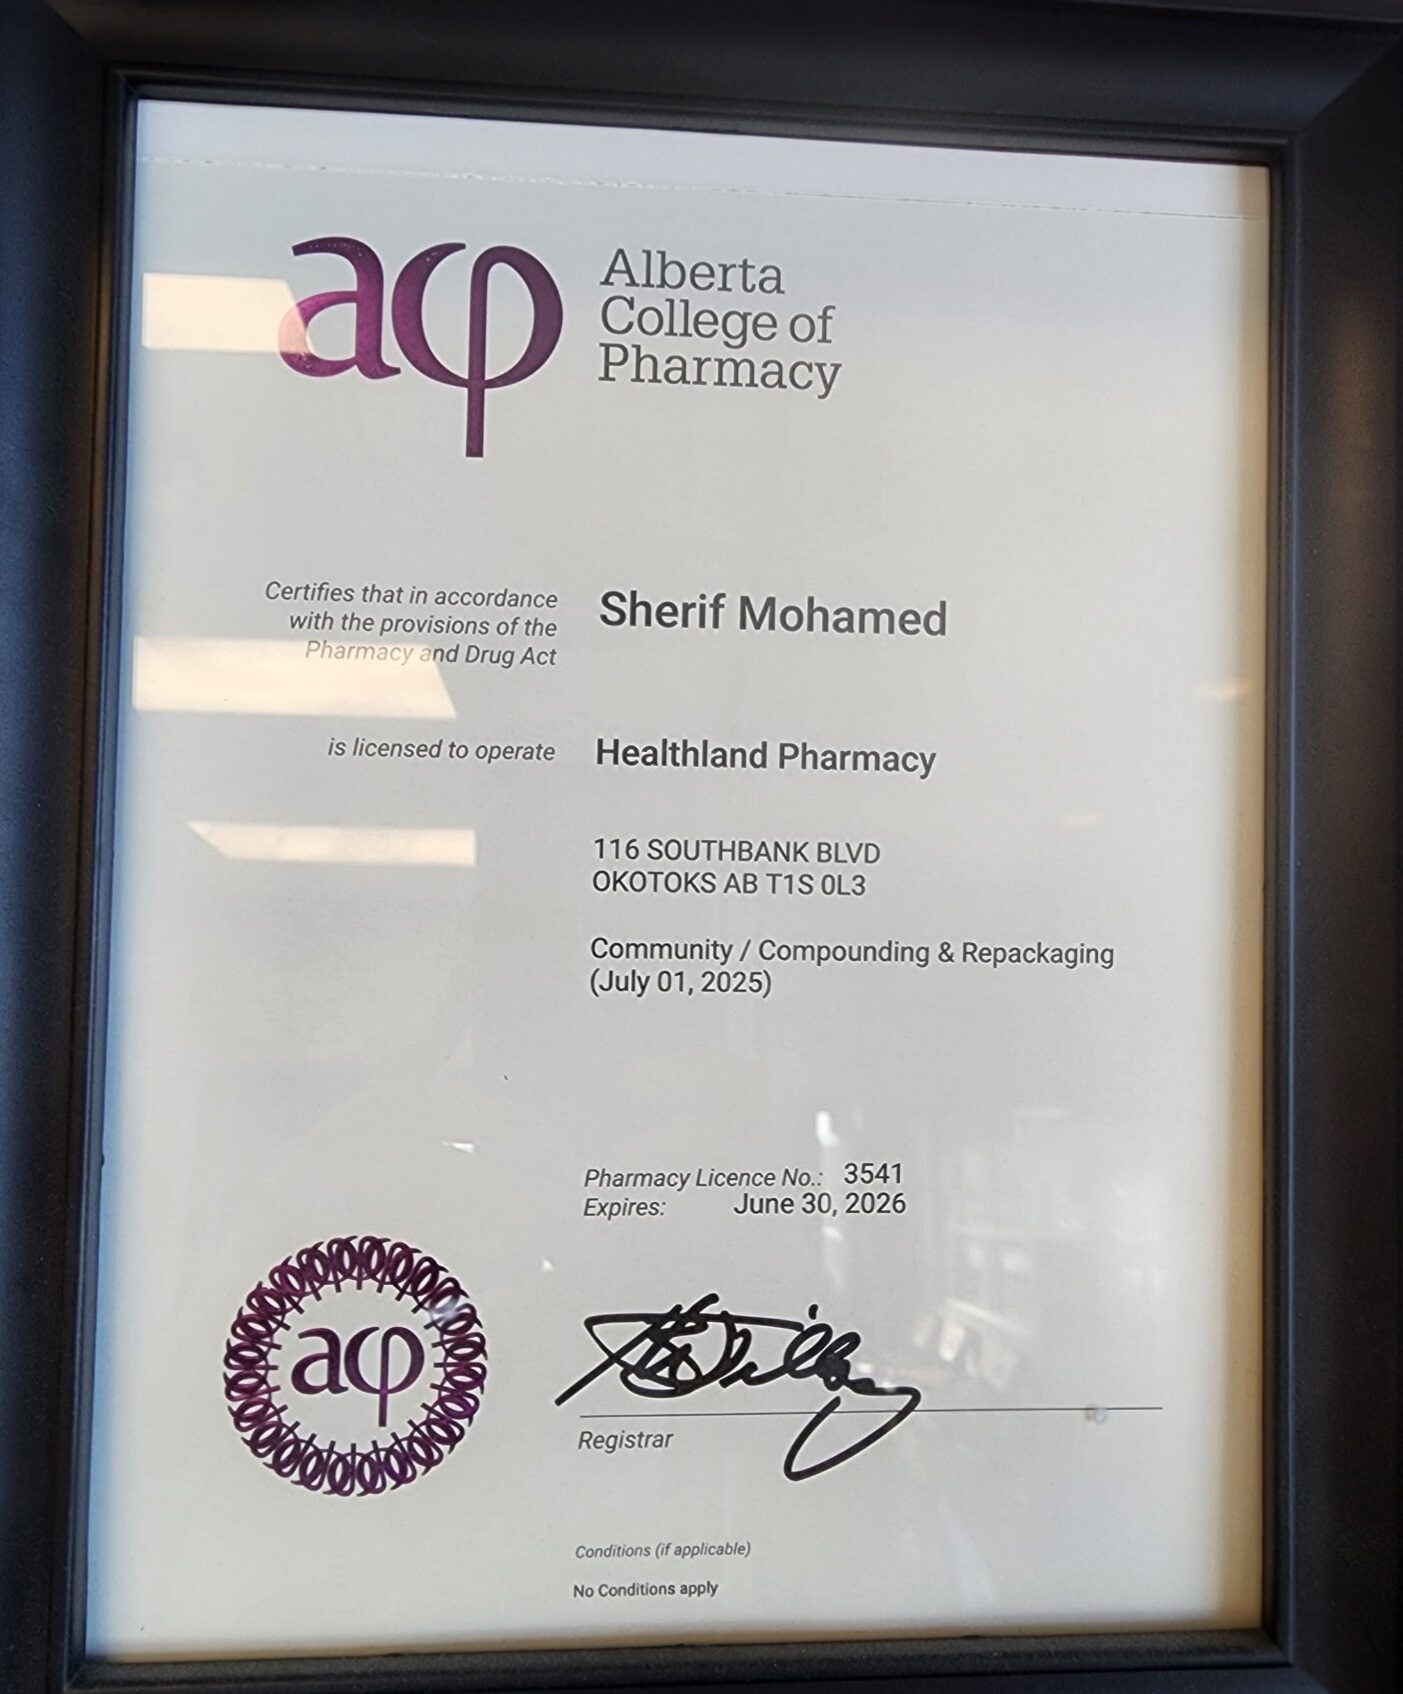 acp
Alberta
College of
Pharmacy
Certifies that in accordance
with the provisions of the
Pharmacy and Drug Act
Sherif Mohamed
is licensed to operate
Healthland Pharmacy
116 SOUTHBANK BLVD
OKOTOKS AB T1S 0L3
Community / Compounding & Repackaging
(July 01, 2025)
Pharmacy Licence No.: 3541
Expires: June 30, 2026
acp
Registrar
Conditions (if applicable)
No Conditions apply